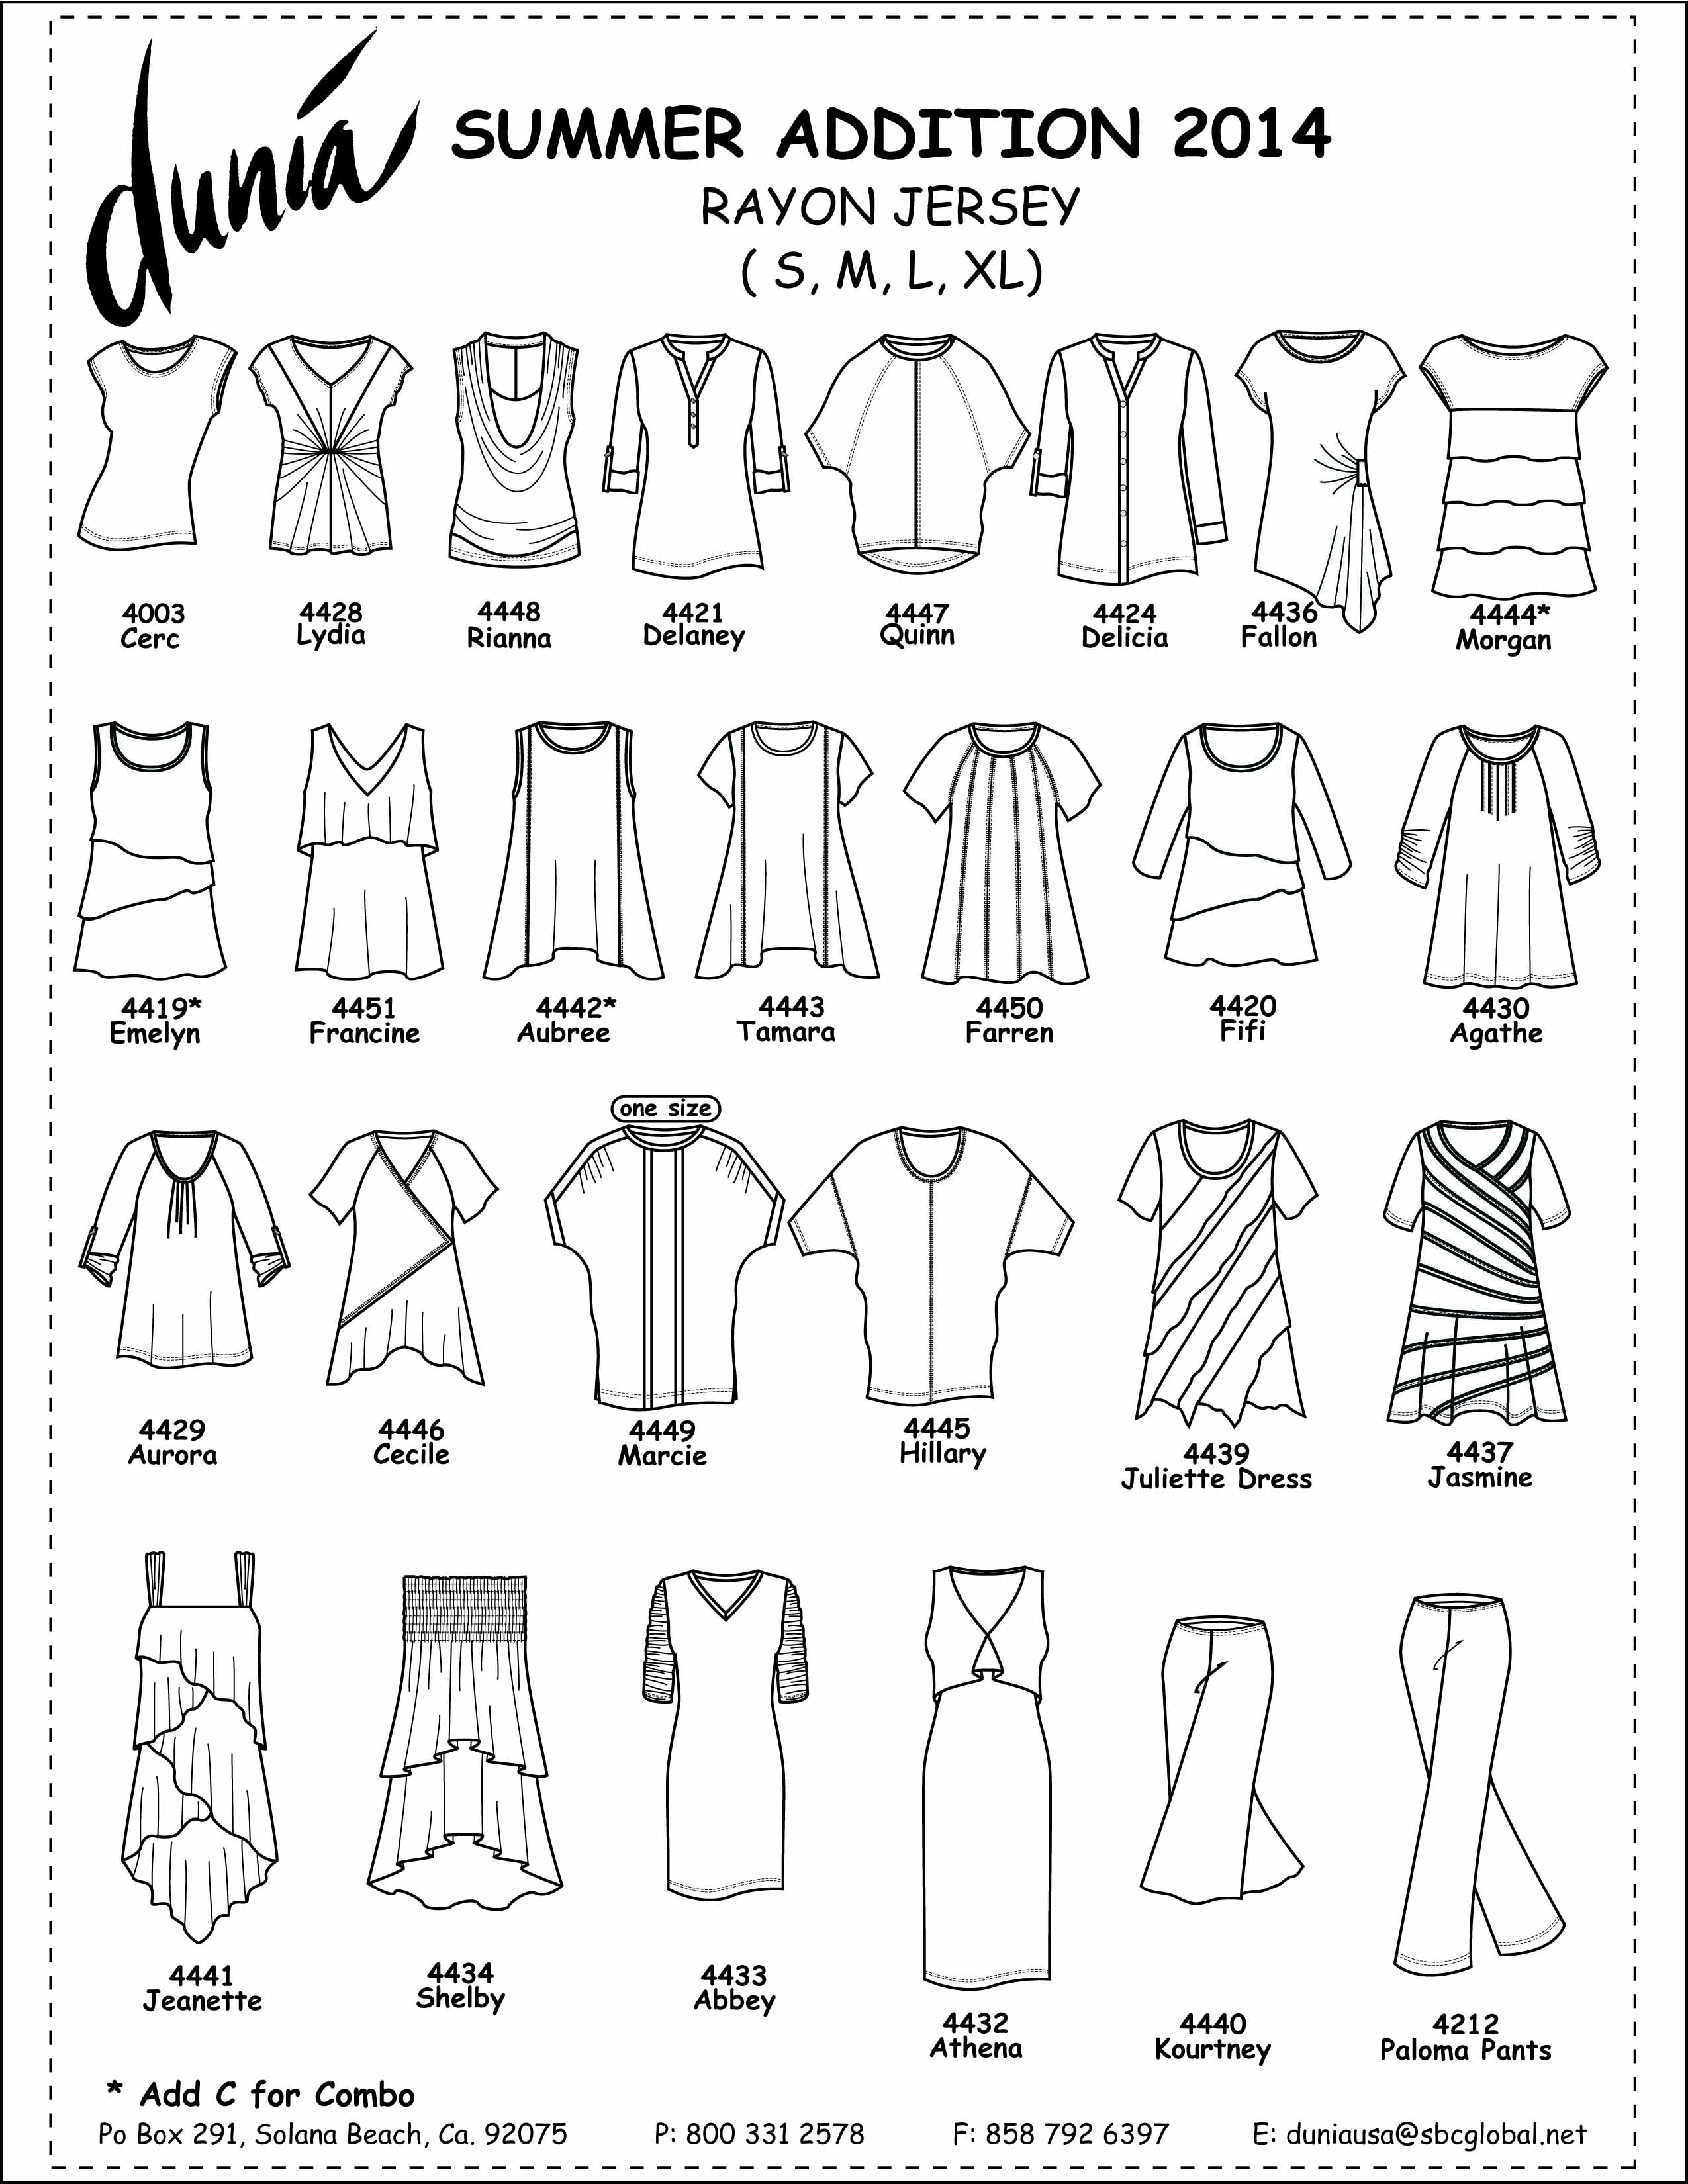 duniá
SUMMER ADDITION 2014
RAYON JERSEY
( S, M, L, XL)
4003
Cerc
4428
Lydia
4448
Rianna
4421
Delaney
4447
Quinn
4424
Delicia
4436
Fallon
4444*
Morgan
4419*
Emelyn
4451
Francine
4442*
Aubree
4443
Tamara
4450
Farren
4420
Fifi
4430
Agathe
4429
Aurora
4446
Cecile
one size
4449
Marcie
4445
Hillary
4439
Juliette Dress
4437
Jasmine
4441
Jeanette
4434
Shelby
4433
Abbey
4432
Athena
4440
Kourtney
4212
Paloma Pants
* Add C for Combo
Po Box 291, Solana Beach, Ca. 92075 P: 800 331 2578 F: 858 792 6397 E: duniausa@sbcglobal.net